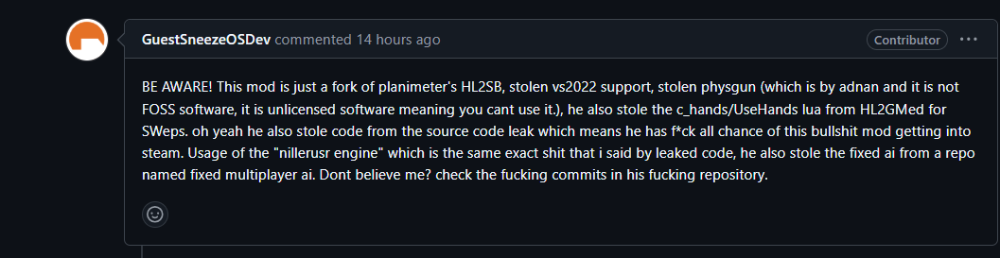 GuestSneezeOSDev commented 14 hours ago
Contributor
BE AWARE! This mod is just a fork of planimeter's HL2SB, stolen vs2022 support, stolen physgun (which is by adnan and it is not
FOSS software, it is unlicensed software meaning you cant use it.), he also stole the c_hands/UseHands lua from HL2GMed for
SWeps. oh yeah he also stole code from the source code leak which means he has f*ck all chance of this bullshit mod getting into
steam. Usage of the "nillerusr engine" which is the same exact shit that i said by leaked code, he also stole the fixed ai from a repo
named fixed multiplayer ai. Dont believe me? check the fucking commits in his fucking repository.